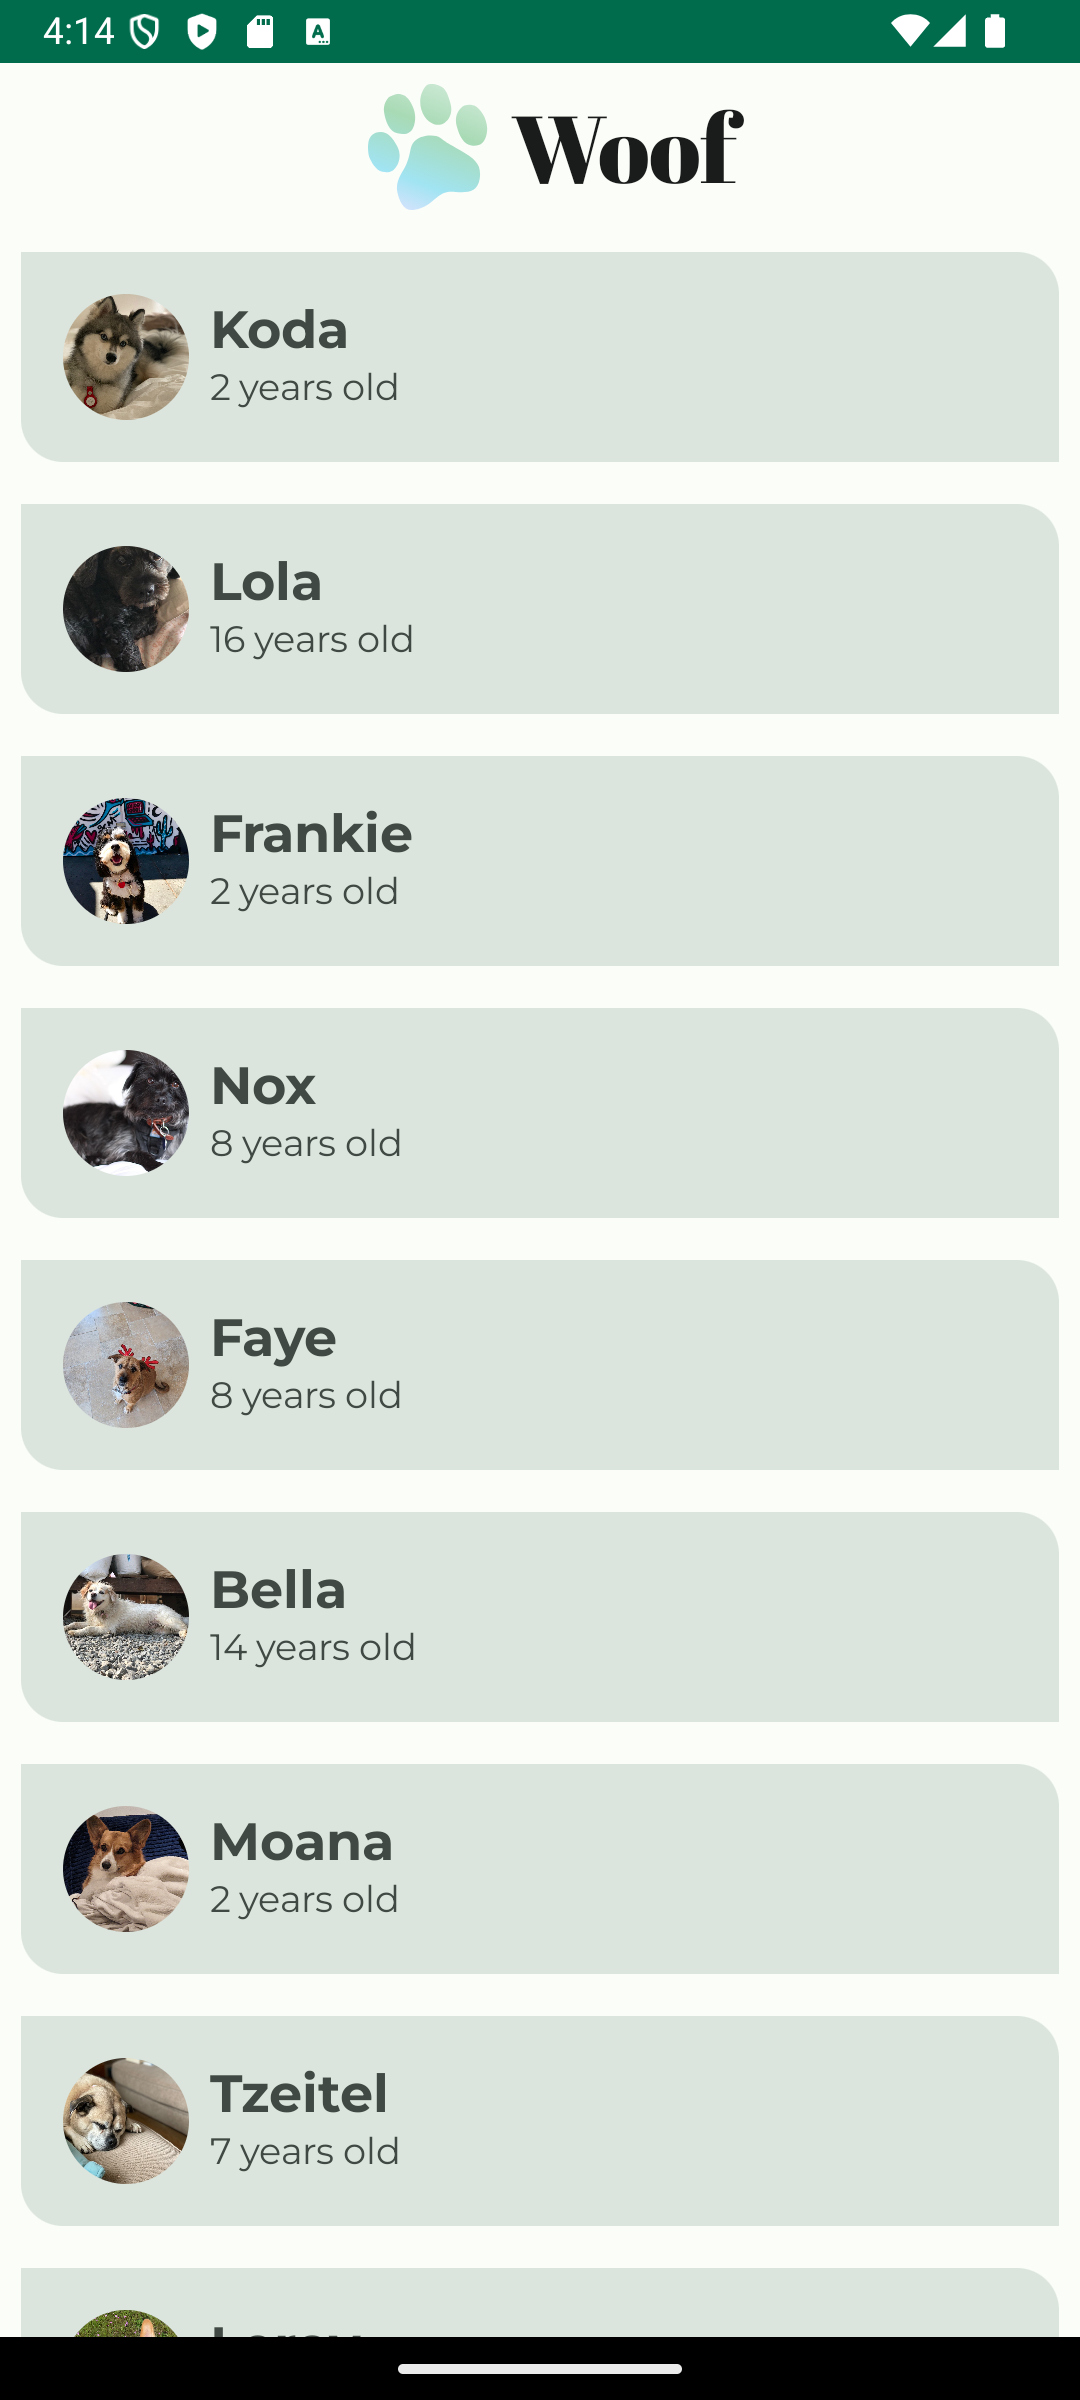 4:14
Woof
Koda
2 years old
Lola
16 years old
Frankie
2 years old
Nox
8 years old
Faye
8 years old
Bella
14 years old
Moana
2 years old
Tzeitel
7 years old